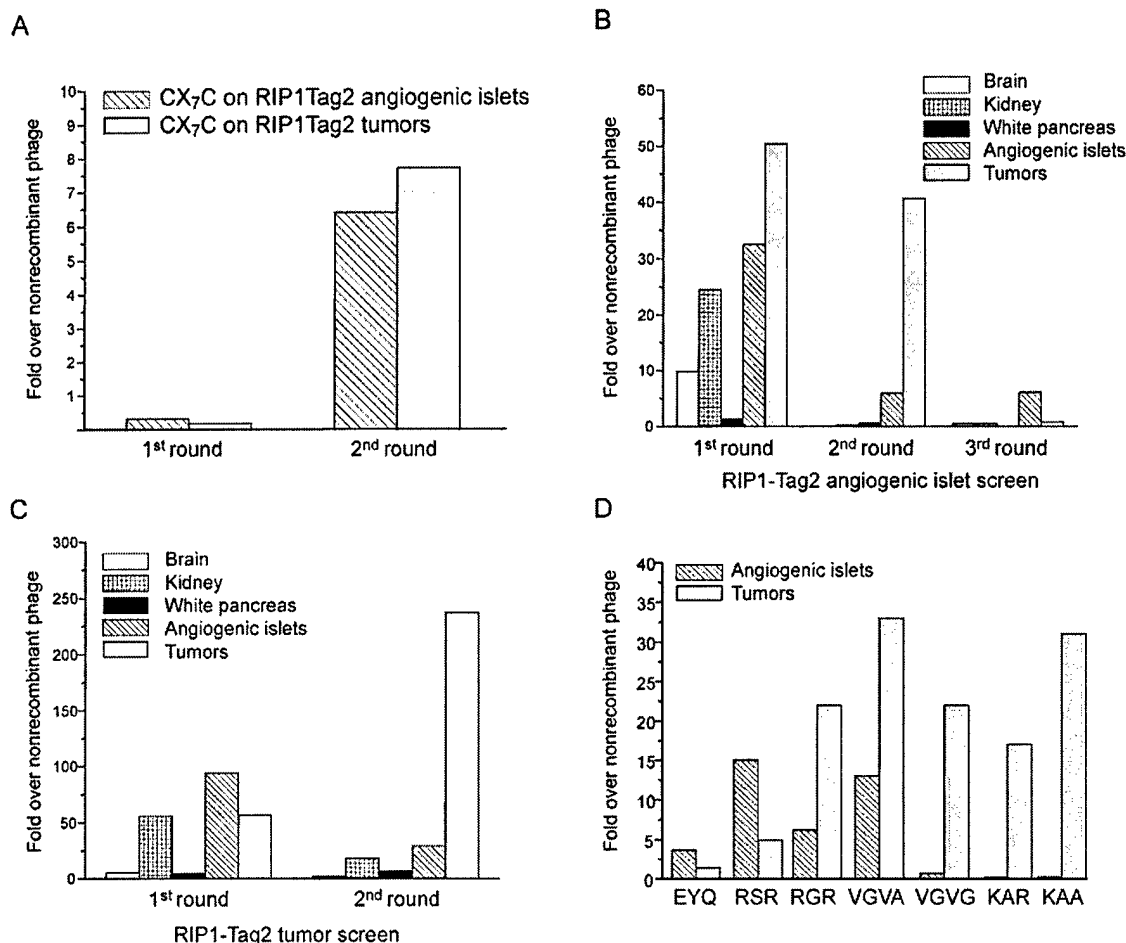 A
CX₇C on RIP1Tag2 angiogenic islets
CX₇C on RIP1Tag2 tumors
Fold over nonrecombinant phage
10
9
8
7
6
5
4
3
2
1
1st round
2nd round
B
Brain
Kidney
White pancreas
Angiogenic islets
Tumors
Fold over nonrecombinant phage
60
50
40
30
20
10
0
1st round
2nd round
3rd round
RIP1-Tag2 angiogenic islet screen
C
Brain
Kidney
White pancreas
Angiogenic islets
Tumors
Fold over nonrecombinant phage
300
250
200
150
100
50
0
1st round
2nd round
RIP1-Tag2 tumor screen
D
Angiogenic islets
Tumors
Fold over nonrecombinant phage
40
35
30
25
20
15
10
5
0
EYQ RSR RGR VGVA VGVG KAR KAA